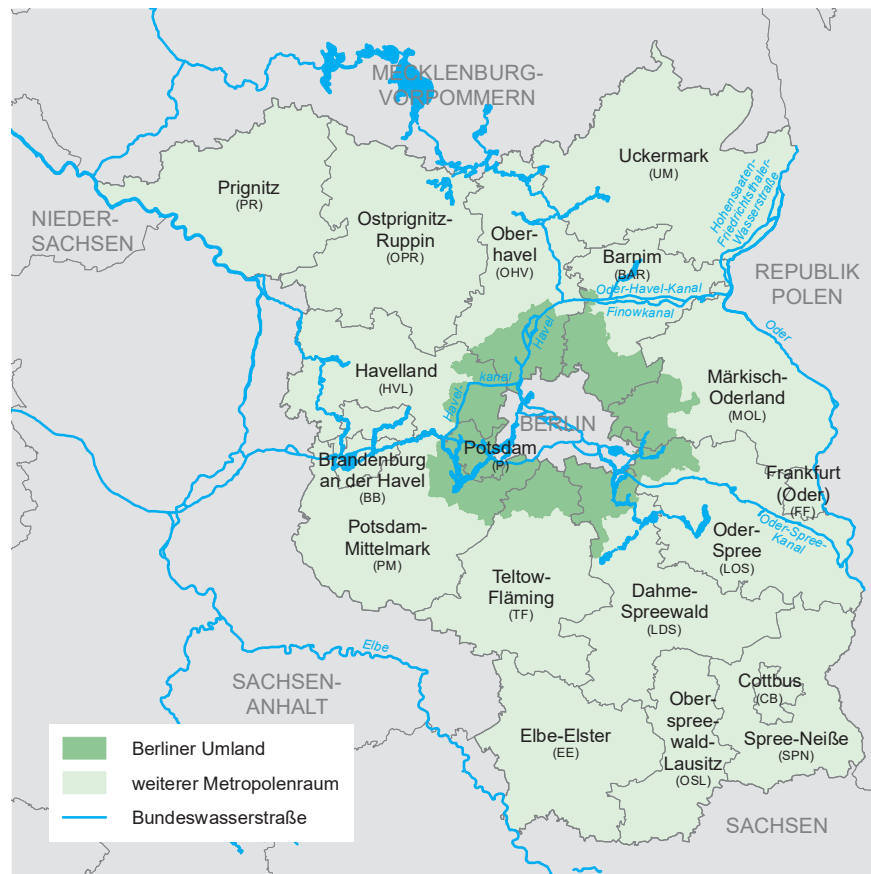 MECKLENBURG-
VORPOMMERN
Uckermark
(UM)
Prignitz
(PR)
Hohensaaten-
Friedrichsthaler-
Wasserstraße
NIEDER-
SACHSEN
Ostprignitz-
Ruppin
(OPR)
Ober-
havel
(OHV)
Barnim
(BAR)
REPUBLIK
POLEN
Oder-Havel-Kanal
Finowkanal
Havel
Oder
Havelland
(HVL)
Havel-
kanal
Märkisch-
Oderland
(MOL)
BERLIN
Potsdam
(P)
Brandenburg
an der Havel
(BB)
Frankfurt
(Oder)
(FF)
Potsdam-
Mittelmark
(PM)
Oder-
Spree
(LOS)
Oder-Spree-
Kanal
Teltow-
Fläming
(TF)
Dahme-
Spreewald
(LDS)
Elbe
SACHSEN-
ANHALT
Cottbus
(CB)
Ober-
spree-
wald-
Lausitz
(OSL)
Elbe-Elster
(EE)
Spree-Neiße
(SPN)
SACHSEN
Berliner Umland
weiterer Metropolenraum
Bundeswasserstraße